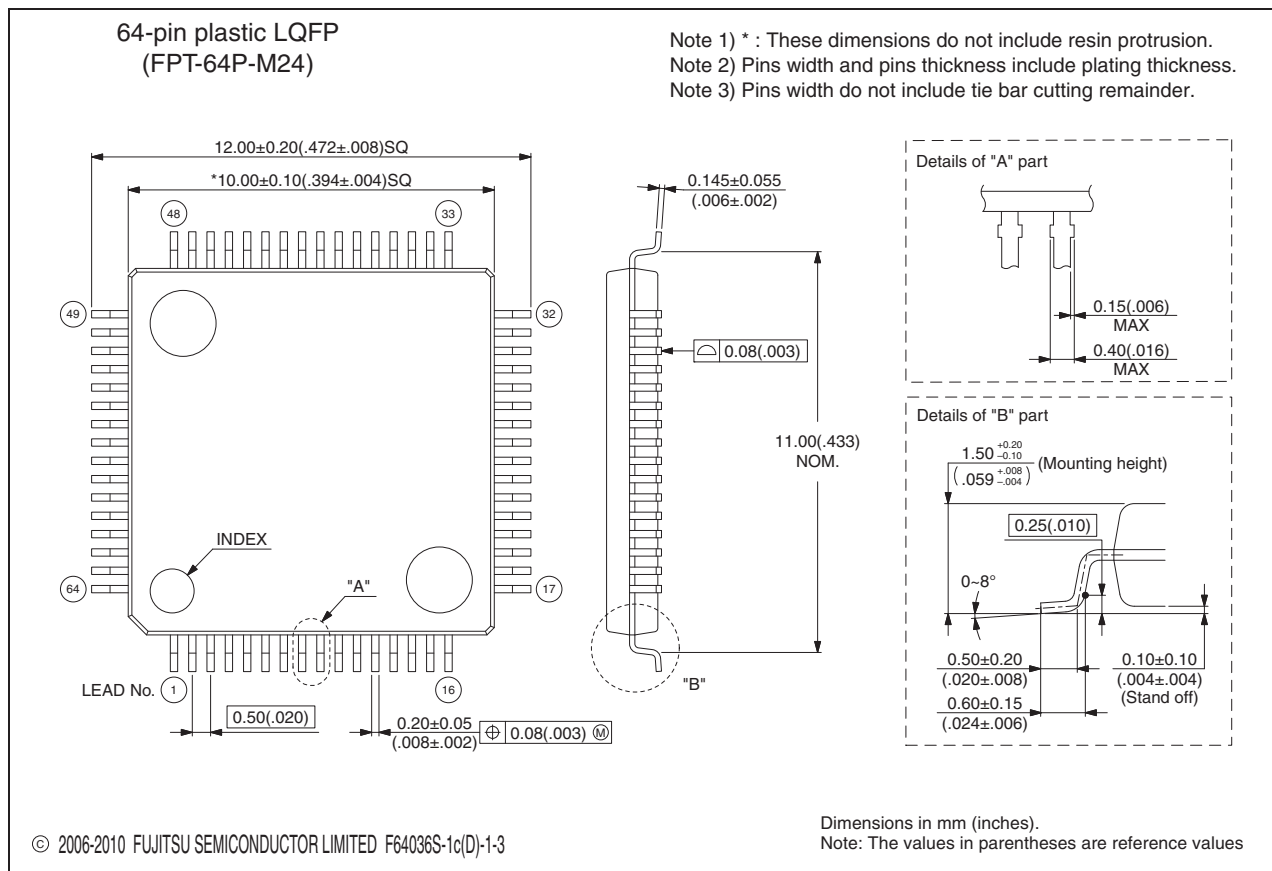 64-pin plastic LQFP
(FPT-64P-M24)
Note 1) * : These dimensions do not include resin protrusion.
Note 2) Pins width and pins thickness include plating thickness.
Note 3) Pins width do not include tie bar cutting remainder.
12.00±0.20(.472±.008)SQ
*10.00±0.10(.394±.004)SQ
48
33
49
32
64
17
INDEX
"A"
LEAD No.
1
16
0.50(.020)
0.20±0.05
(.008±.002)
⌖ 0.08(.003) Ⓜ
0.145±0.055
(.006±.002)
⌓ 0.08(.003)
11.00(.433)
NOM.
"B"
Details of "A" part
0.15(.006)
MAX
0.40(.016)
MAX
Details of "B" part
1.50 +0.20 –0.10 (Mounting height)
(.059 +.008 –.004)
0.25(.010)
0~8°
0.50±0.20
(.020±.008)
0.60±0.15
(.024±.006)
0.10±0.10
(.004±.004)
(Stand off)
© 2006-2010 FUJITSU SEMICONDUCTOR LIMITED F64036S-1c(D)-1-3
Dimensions in mm (inches).
Note: The values in parentheses are reference values